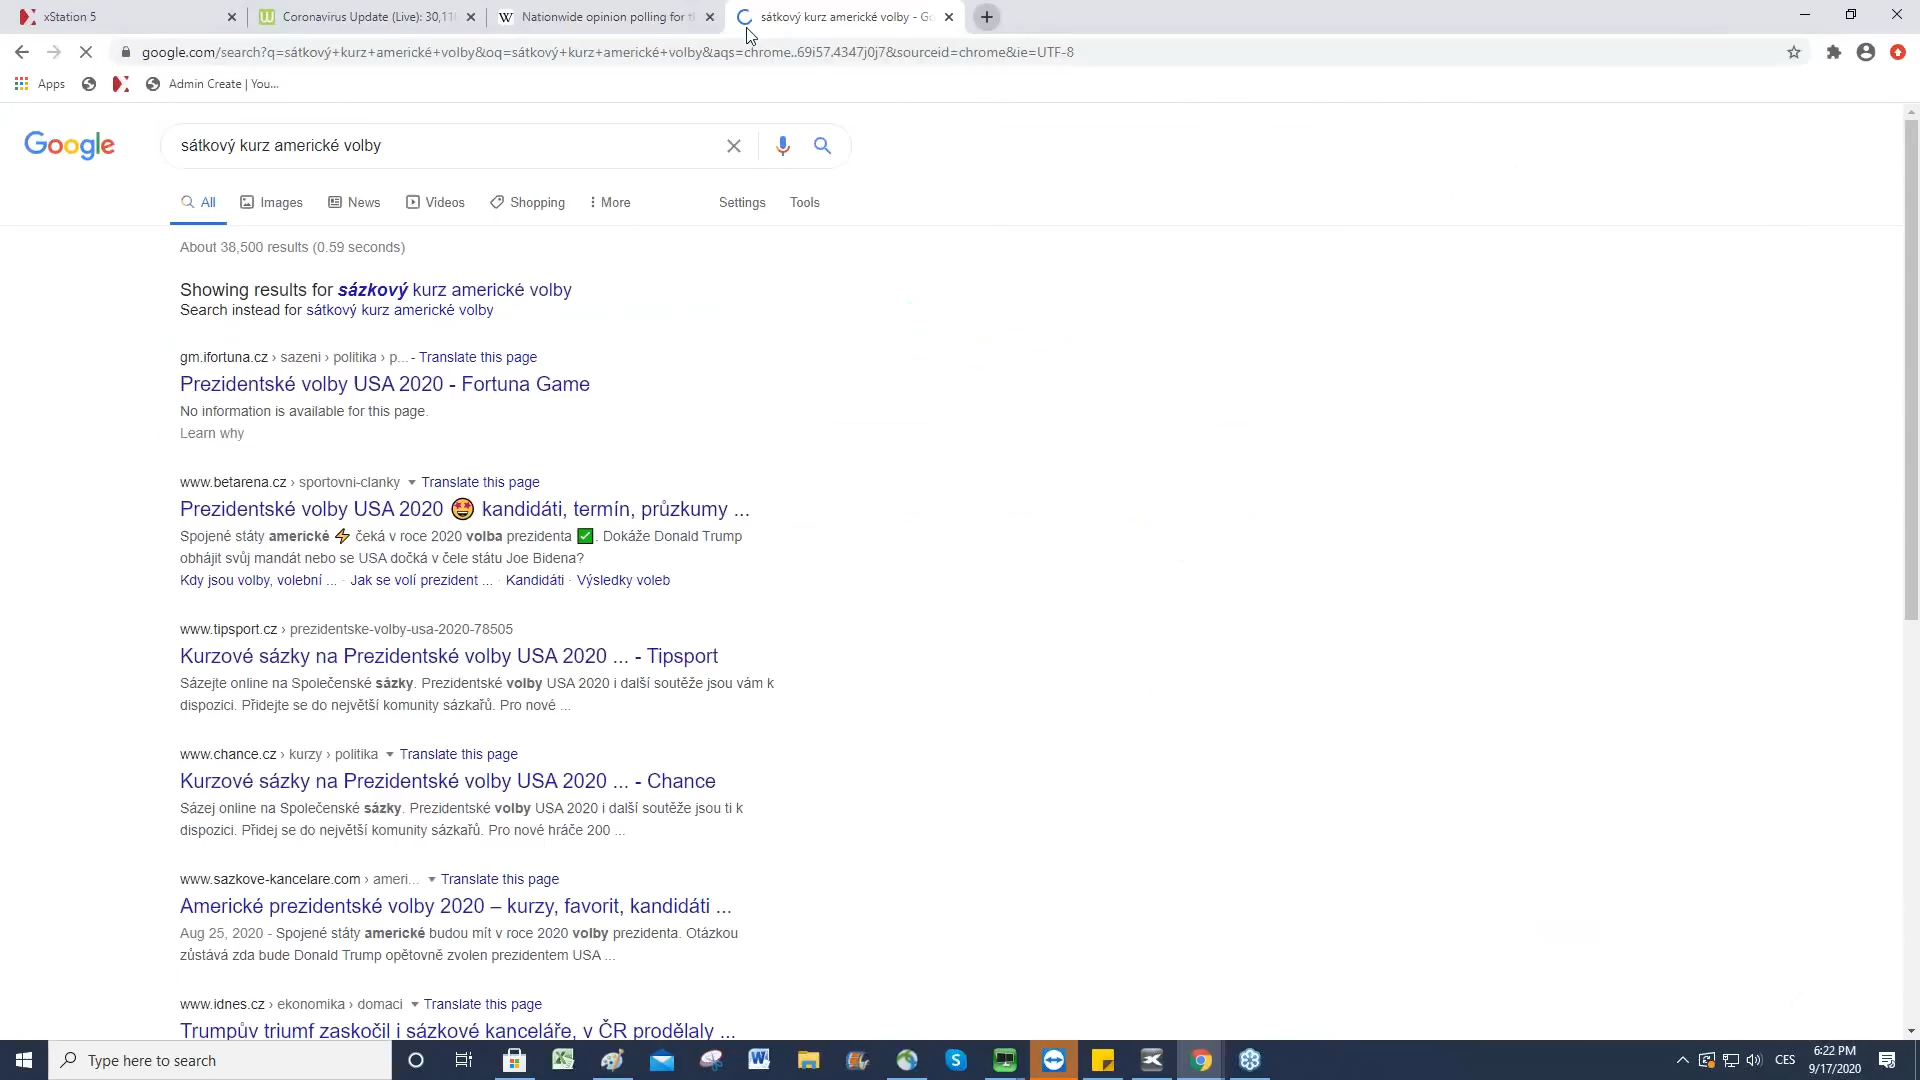 xStation 5
Coronavirus Update (Live): 30,11
Nationwide opinion polling for t
sátkový kurz americké volby - Go
google.com/search?q=sátkový+kurz+americké+volby&oq=sátkový+kurz+americké+volby&aqs=chrome..69i57.4347j0j7&sourceid=chrome&ie=UTF-8
Apps
Admin Create | You...
Google
sátkový kurz americké volby
All
Images
News
Videos
Shopping
More
Settings
Tools
About 38,500 results (0.59 seconds)
Showing results for sázkový kurz americké volby
Search instead for sátkový kurz americké volby
gm.ifortuna.cz › sazeni › politika › p... - Translate this page
Prezidentské volby USA 2020 - Fortuna Game
No information is available for this page.
Learn why
www.betarena.cz › sportovni-clanky ▾ Translate this page
Prezidentské volby USA 2020 🤩 kandidáti, termín, průzkumy ...
Spojené státy americké ⚡ čeká v roce 2020 volba prezidenta ✅. Dokáže Donald Trump
obhájit svůj mandát nebo se USA dočká v čele státu Joe Bidena?
Kdy jsou volby, volební ... · Jak se volí prezident ... · Kandidáti · Výsledky voleb
www.tipsport.cz › prezidentske-volby-usa-2020-78505
Kurzové sázky na Prezidentské volby USA 2020 ... - Tipsport
Sázejte online na Společenské sázky. Prezidentské volby USA 2020 i další soutěže jsou vám k
dispozici. Přidejte se do největší komunity sázkařů. Pro nové ...
www.chance.cz › kurzy › politika ▾ Translate this page
Kurzové sázky na Prezidentské volby USA 2020 ... - Chance
Sázej online na Společenské sázky. Prezidentské volby USA 2020 i další soutěže jsou ti k
dispozici. Přidej se do největší komunity sázkařů. Pro nové hráče 200 ...
www.sazkove-kancelare.com › ameri... ▾ Translate this page
Americké prezidentské volby 2020 – kurzy, favorit, kandidáti ...
Aug 25, 2020 - Spojené státy americké budou mít v roce 2020 volby prezidenta. Otázkou
zůstává zda bude Donald Trump opětovně zvolen prezidentem USA ...
www.idnes.cz › ekonomika › domaci ▾ Translate this page
Trumpův triumf zaskočil i sázkové kanceláře, v ČR prodělaly ...
Type here to search
CES
6:22 PM
9/17/2020